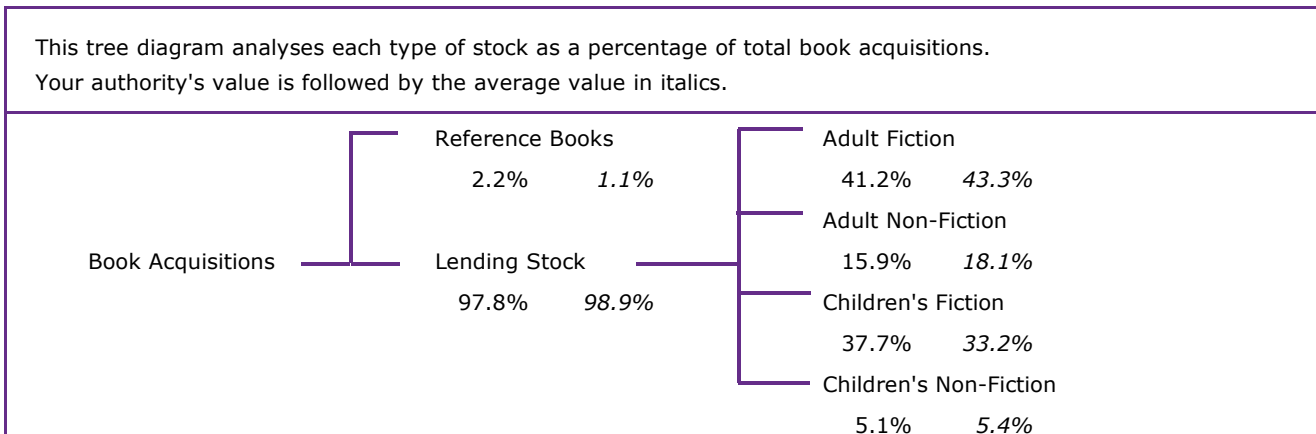 This tree diagram analyses each type of stock as a percentage of total book acquisitions.
Your authority's value is followed by the average value in italics.
Reference Books
2.2% 1.1%
Book Acquisitions
Lending Stock
97.8% 98.9%
Adult Fiction
41.2% 43.3%
Adult Non-Fiction
15.9% 18.1%
Children's Fiction
37.7% 33.2%
Children's Non-Fiction
5.1% 5.4%